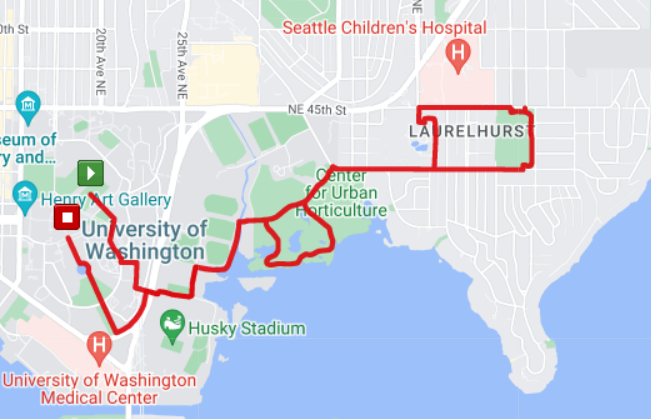 Seattle Children's Hospital
H
0th St
20th Ave NE
25th Ave NE
NE 45th St
LAURELHURST
seum of
ry and...
Henry Art Gallery
Center
for Urban
Horticulture
University of
Washington
Husky Stadium
H
University of Washington
Medical Center